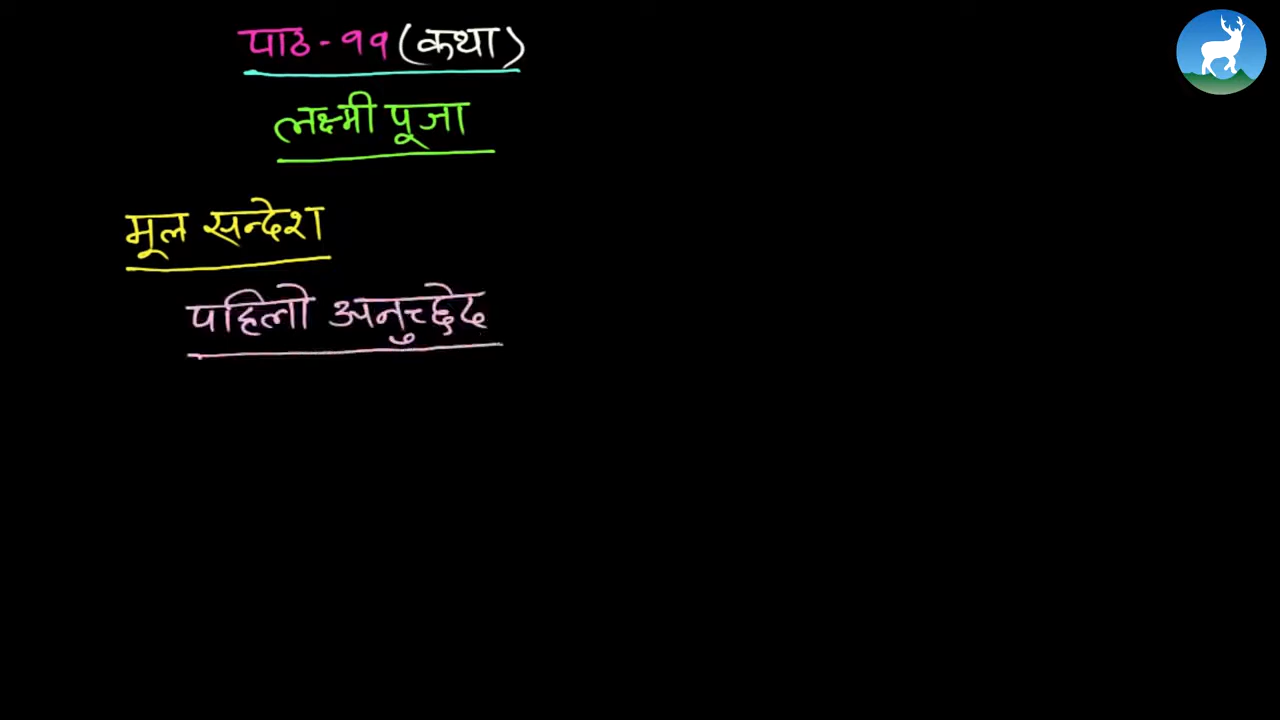 पाठ - ११ (कथा)
लक्ष्मी पूजा
मूल सन्देश
पहिलो अनुच्छेद